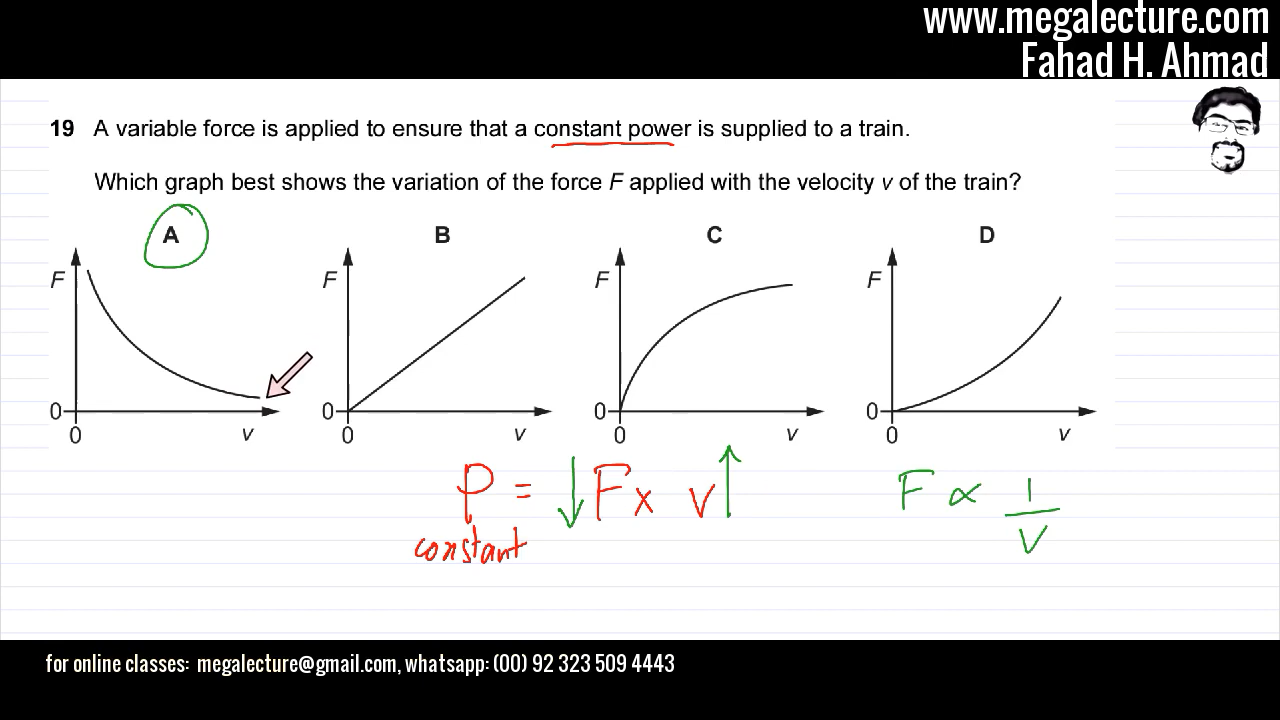 www.megalecture.com
Fahad H. Ahmad
19 A variable force is applied to ensure that a constant power is supplied to a train.
Which graph best shows the variation of the force F applied with the velocity v of the train?
A B C D
F F F F
0 0 0 0
0 v 0 v 0 v 0 v
P = ↓ F x v ↑ F ∝ 1/v
constant
for online classes: megalecture@gmail.com, whatsapp: (00) 92 323 509 4443